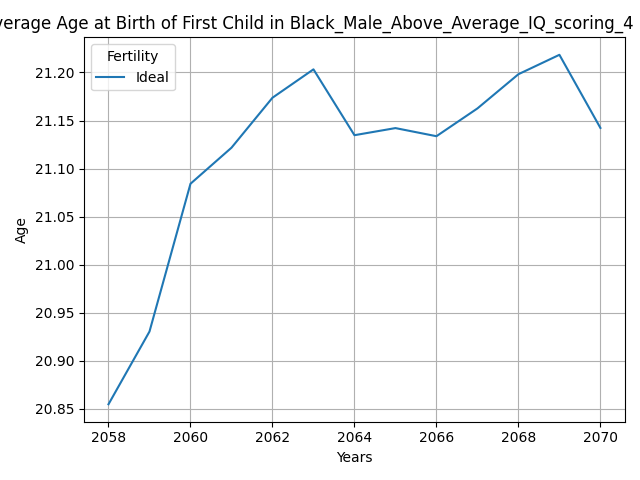 verage Age at Birth of First Child in Black_Male_Above_Average_IQ_scoring_4
Fertility
Ideal
21.20
21.15
21.10
21.05
21.00
20.95
20.90
20.85
Age
2058 2060 2062 2064 2066 2068 2070
Years